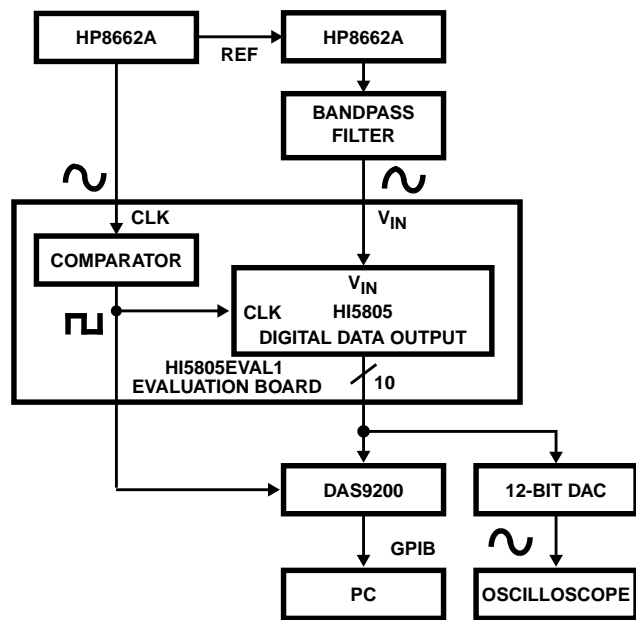 HP8662A
REF
HP8662A
BANDPASS
FILTER
CLK
VIN
COMPARATOR
VIN
CLK
HI5805
DIGITAL DATA OUTPUT
HI5805EVAL1
EVALUATION BOARD
10
DAS9200
12-BIT DAC
GPIB
PC
OSCILLOSCOPE